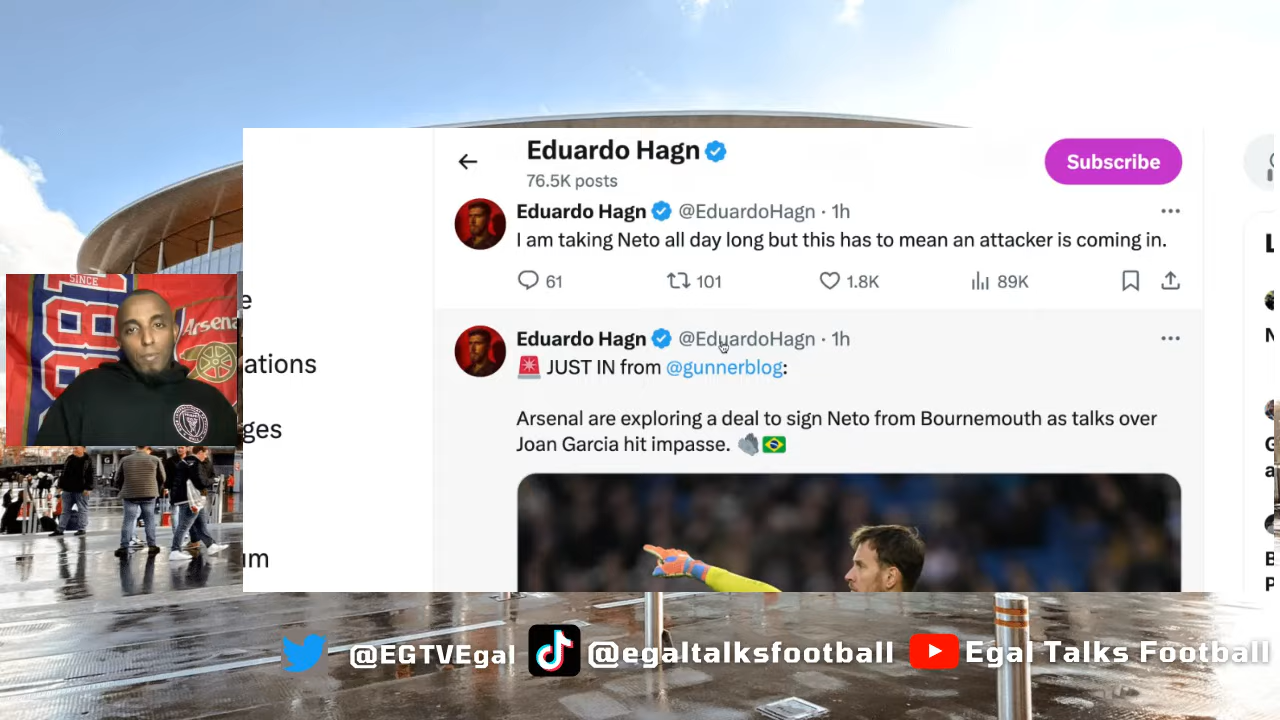 Eduardo Hagn
76.5K posts
Subscribe
Eduardo Hagn @EduardoHagn · 1h
I am taking Neto all day long but this has to mean an attacker is coming in.
61 101 1.8K 89K
Eduardo Hagn @EduardoHagn · 1h
JUST IN from @gunnerblog:
Arsenal are exploring a deal to sign Neto from Bournemouth as talks over
Joan Garcia hit impasse.
e
ations
ges
um
SINCE
Arsena
@EGTVEgal @egaltalksfootball Egal Talks Football